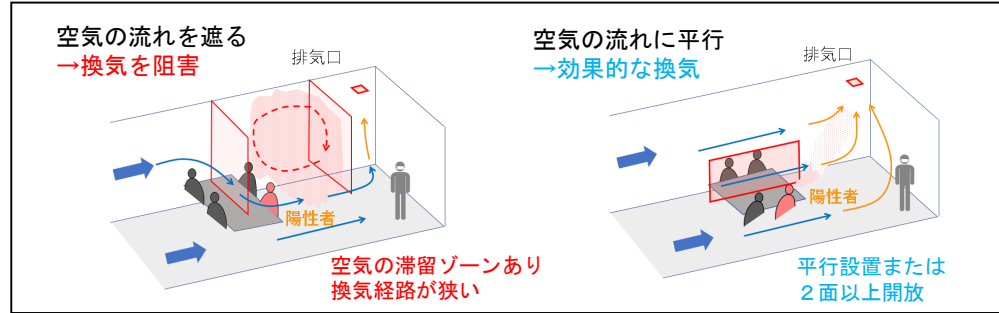 空気の流れを遮る
→換気を阻害
排気口
陽性者
空気の滞留ゾーンあり
換気経路が狭い
空気の流れに平行
→効果的な換気
排気口
陽性者
平行設置または
２面以上開放